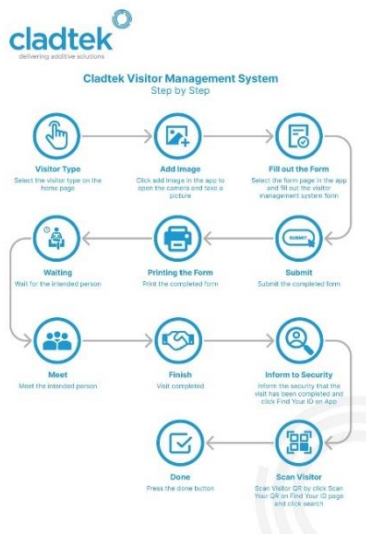 cladtek
delivering additive solutions
Cladtek Visitor Management System
Step by Step
Visitor Type
Select the visitor type on the
home page
Add Image
Click add image in the app to
open the camera and take a
picture
Fill out the Form
Select the form page in the app
and fill out the visitor
management system form
Waiting
Wait for the intended person
Printing the Form
Print the completed form
SUBMIT
Submit
Submit the completed form
Meet
Meet the intended person
Finish
Visit completed
Inform to Security
Inform the security that the
visit has been completed and
click Find Your ID on App
Done
Press the done button
Scan Visitor
Scan Visitor QR by click Scan
Your QR on Find Your ID page
and click search